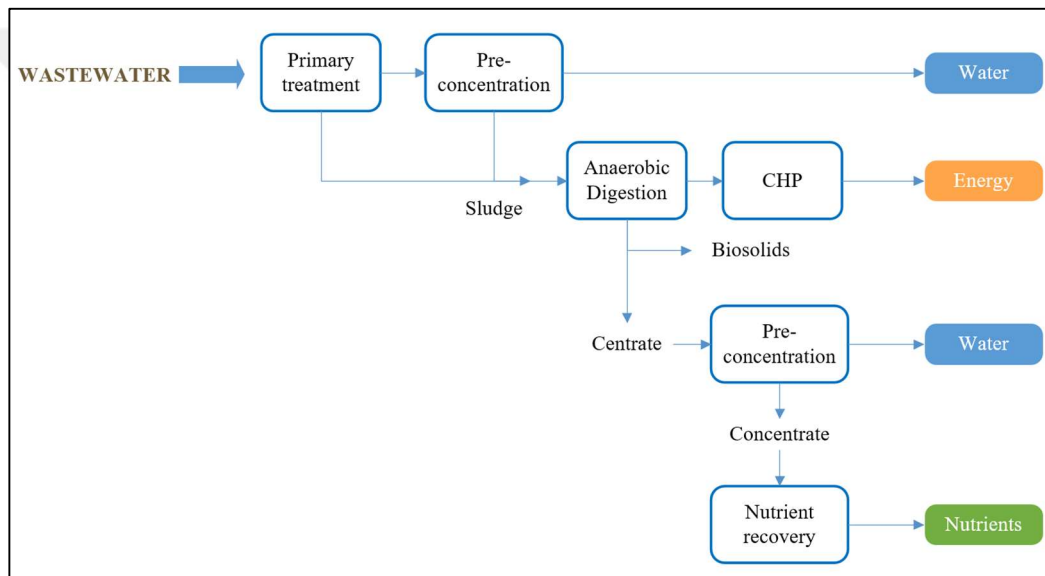 WASTEWATER
Primary
treatment
Pre-
concentration
Water
Sludge
Anaerobic
Digestion
CHP
Energy
Biosolids
Centrate
Pre-
concentration
Water
Concentrate
Nutrient
recovery
Nutrients